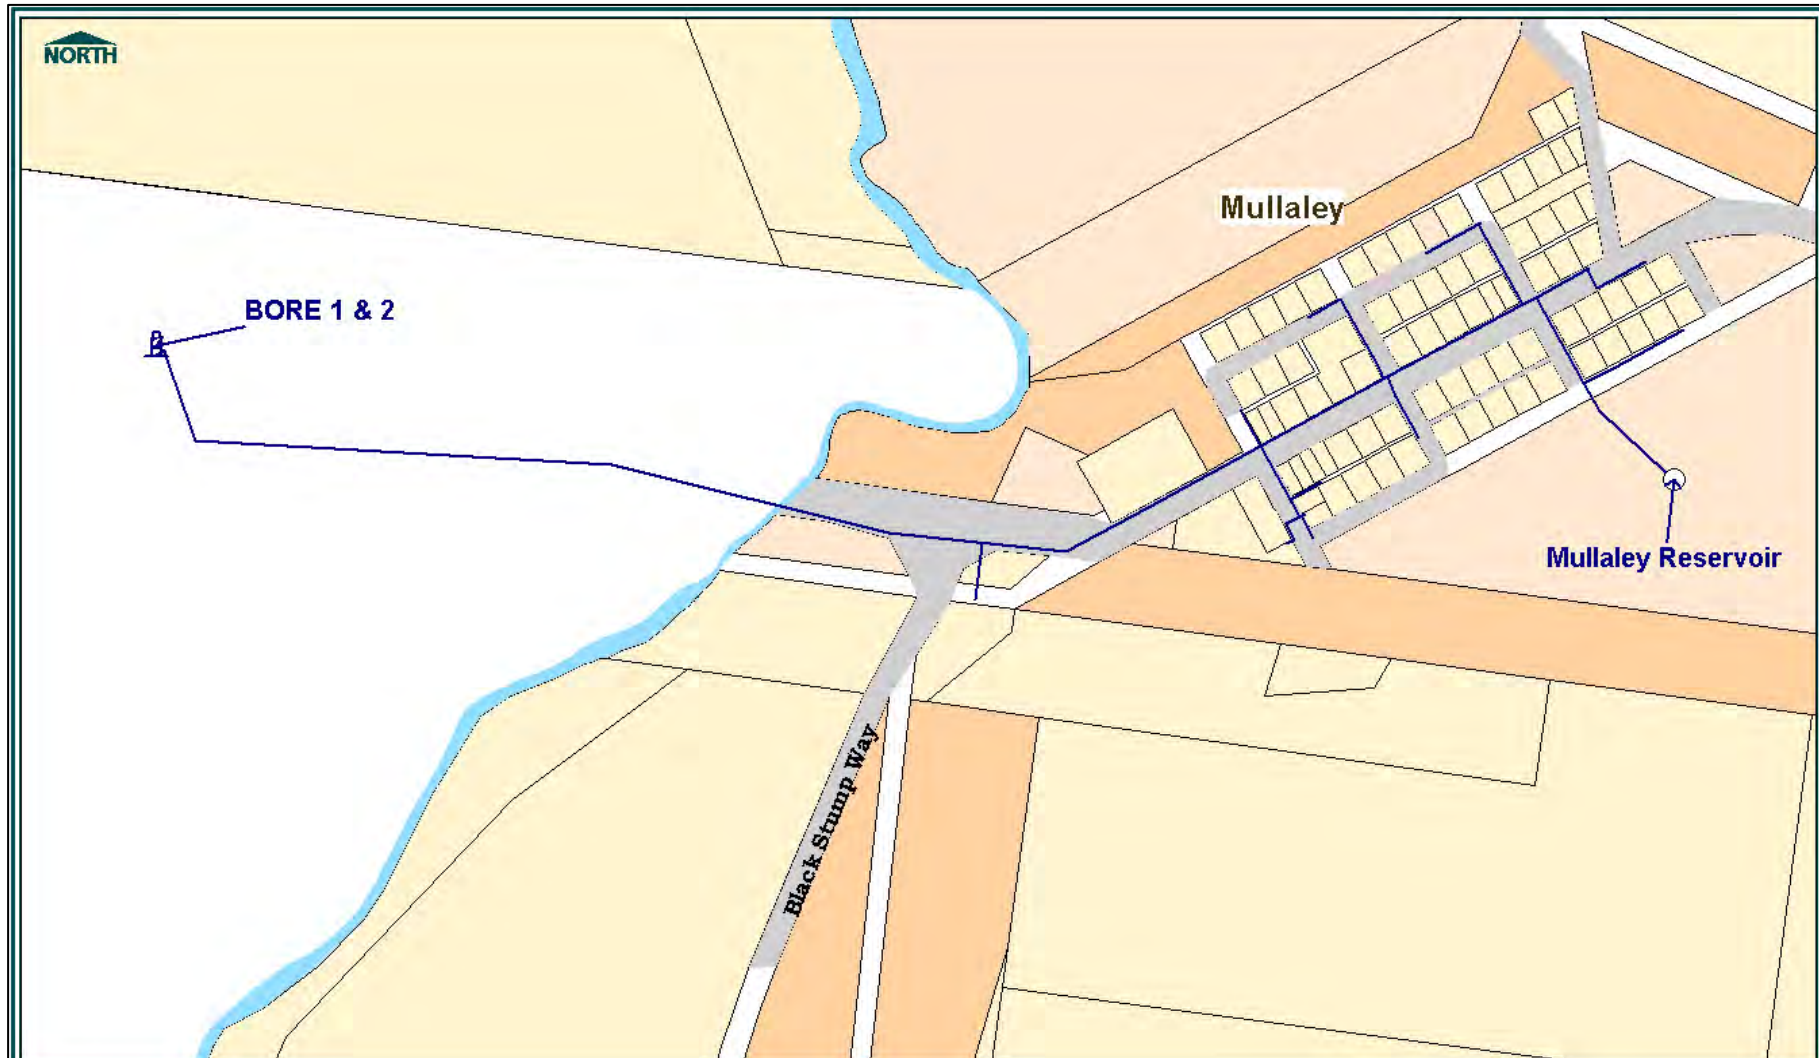 NORTH
Mullaley
BORE 1 & 2
Mullaley Reservoir
Black Stump Way